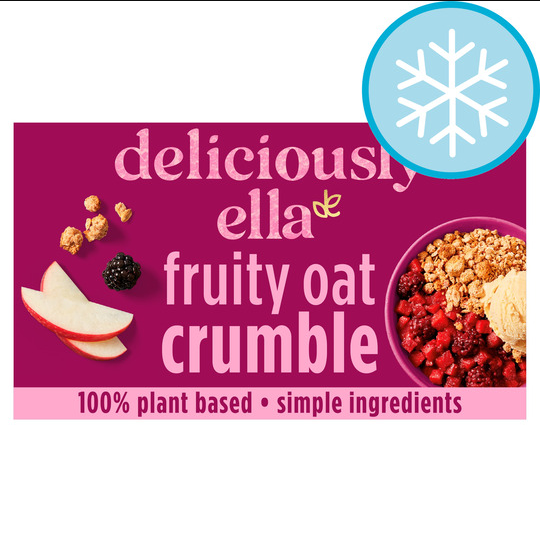 deliciously
ella
fruity oat
crumble
100% plant based • simple ingredients